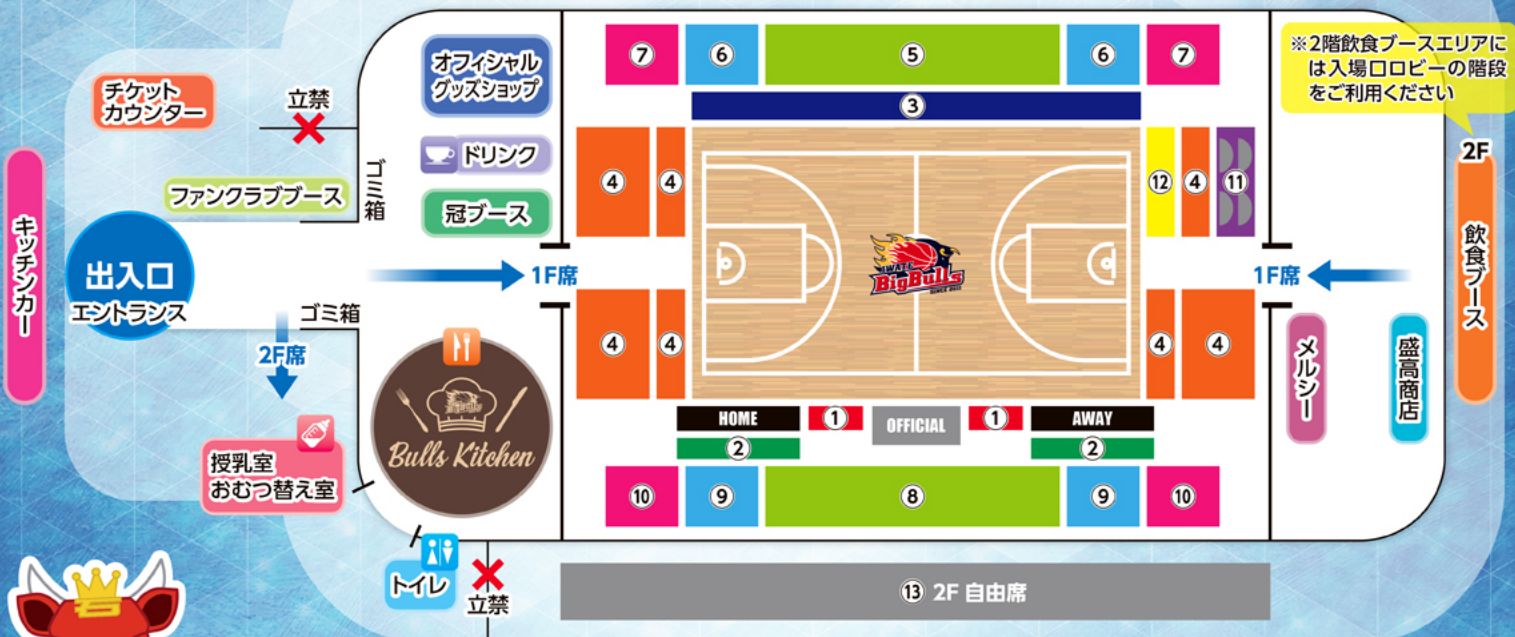 ⑦
⑥
⑤
⑥
⑦
③
※2階飲食ブースエリアに
は入場口ロビーの階段
をご利用ください
チケット
カウンター
立禁
オフィシャル
グッズショップ
ドリンク
冠ブース
ゴミ箱
ファンクラブブース
キッチンカー
出入口
エントランス
ゴミ箱
2F席
1F席
④
④
⑫
④
⑪
IWATE
BigBulls
SINCE 2010
1F席
2F
飲食ブース
④
④
④
④
メルシー
盛高商店
BigBulls
Bulls Kitchen
授乳室
おむつ替え室
HOME
①
OFFICIAL
①
AWAY
②
②
⑩
⑨
⑧
⑨
⑩
トイレ
立禁
⑬ 2F 自由席